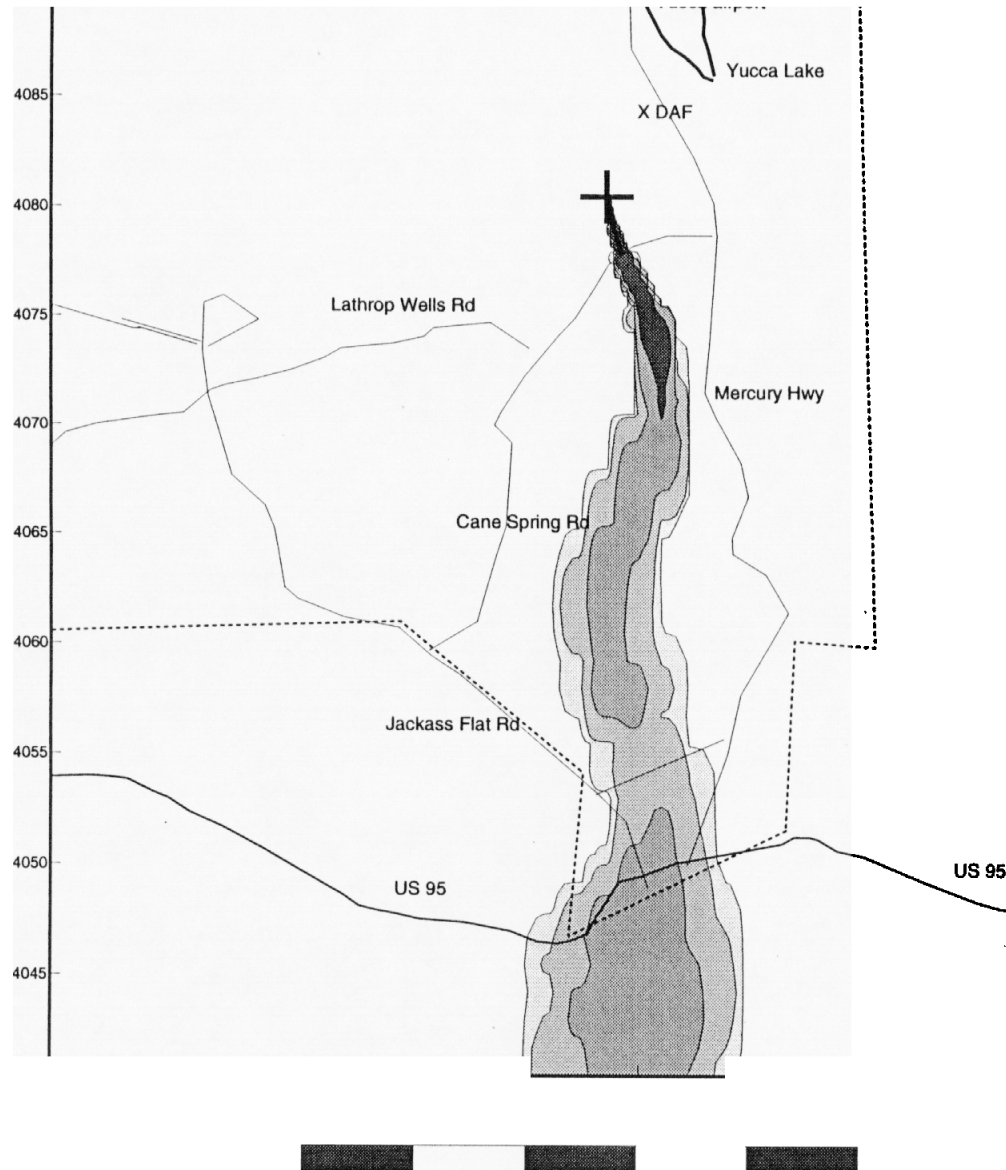 Yucca Lake
4085
X DAF
4080
Lathrop Wells Rd
4075
Mercury Hwy
4070
Cane Spring Rd
4065
4060
Jackass Flat Rd
4055
4050
US 95
US 95
4045